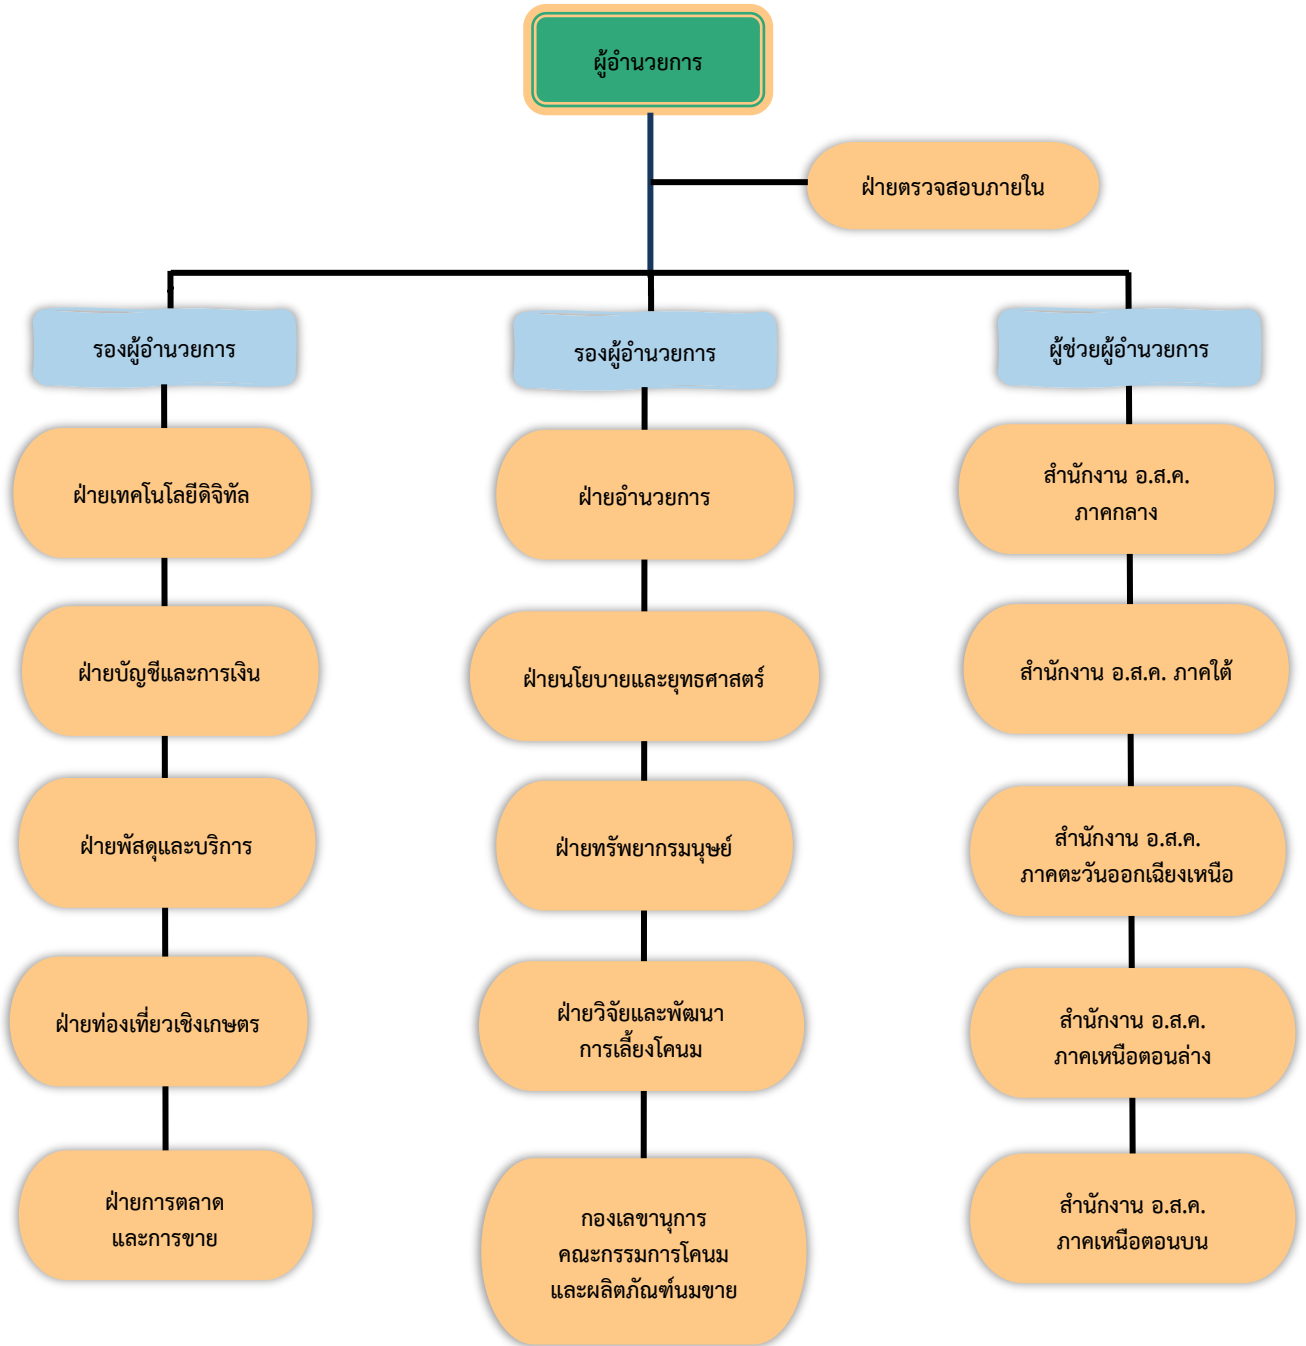 ผู้อำนวยการ
ฝ่ายตรวจสอบภายใน
รองผู้อำนวยการ
ฝ่ายเทคโนโลยีดิจิทัล
ฝ่ายบัญชีและการเงิน
ฝ่ายพัสดุและบริการ
ฝ่ายท่องเที่ยวเชิงเกษตร
ฝ่ายการตลาด
และการขาย
รองผู้อำนวยการ
ฝ่ายอำนวยการ
ฝ่ายนโยบายและยุทธศาสตร์
ฝ่ายทรัพยากรมนุษย์
ฝ่ายวิจัยและพัฒนา
การเลี้ยงโคนม
กองเลขานุการ
คณะกรรมการโคนม
และผลิตภัณฑ์นมขาย
ผู้ช่วยผู้อำนวยการ
สำนักงาน อ.ส.ค.
ภาคกลาง
สำนักงาน อ.ส.ค. ภาคใต้
สำนักงาน อ.ส.ค.
ภาคตะวันออกเฉียงเหนือ
สำนักงาน อ.ส.ค.
ภาคเหนือตอนล่าง
สำนักงาน อ.ส.ค.
ภาคเหนือตอนบน